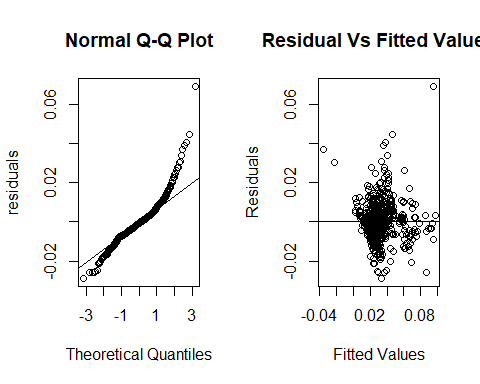 Normal Q-Q Plot
residuals
-0.02
0.02
0.06
-3
-1
1
3
Theoretical Quantiles
Residual Vs Fitted Value
Residuals
-0.02
0.02
0.06
-0.04
0.02
0.08
Fitted Values